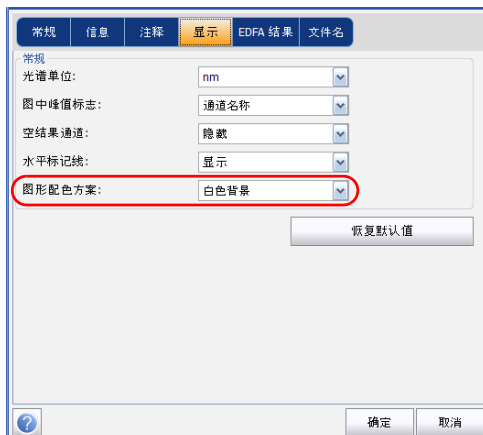 常规 信息 注释 显示 EDFA 结果 文件名
常规
光谱单位: nm
图中峰值标志: 通道名称
空结果通道: 隐藏
水平标记线: 显示
图形配色方案: 白色背景
恢复默认值
? 确定 取消